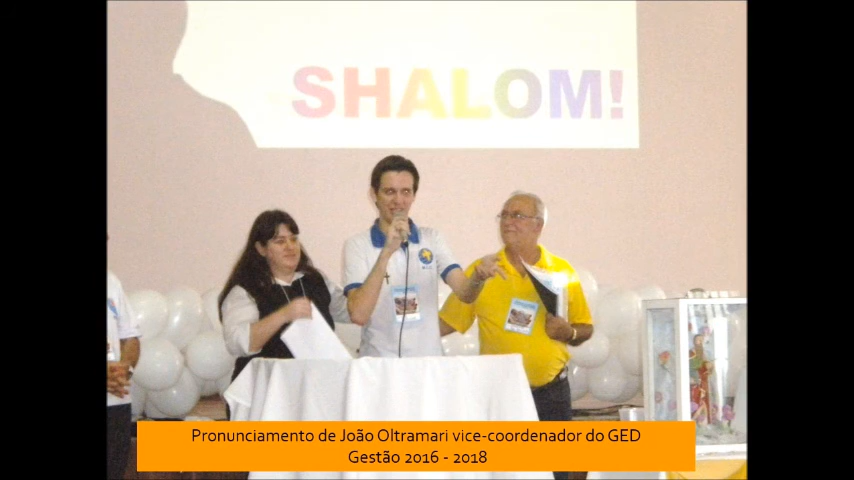 SHALOM!
Pronunciamento de João Oltramari vice-coordenador do GED
Gestão 2016 - 2018